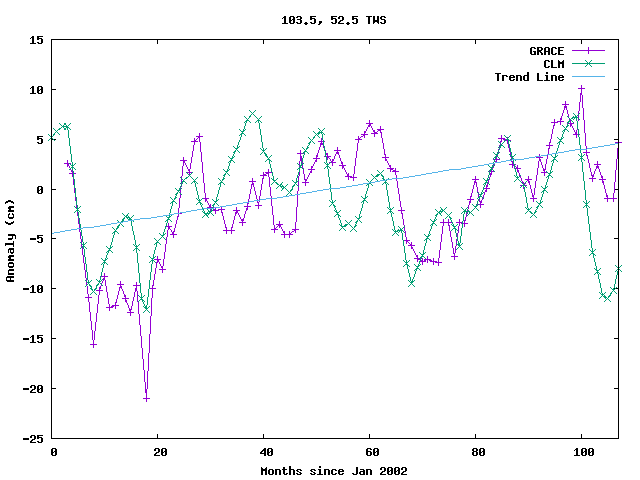 103.5, 52.5 TWS
GRACE
CLM
Trend Line
15
10
5
0
-5
-10
-15
-20
-25
Anomaly (cm)
0 20 40 60 80 100
Months since Jan 2002